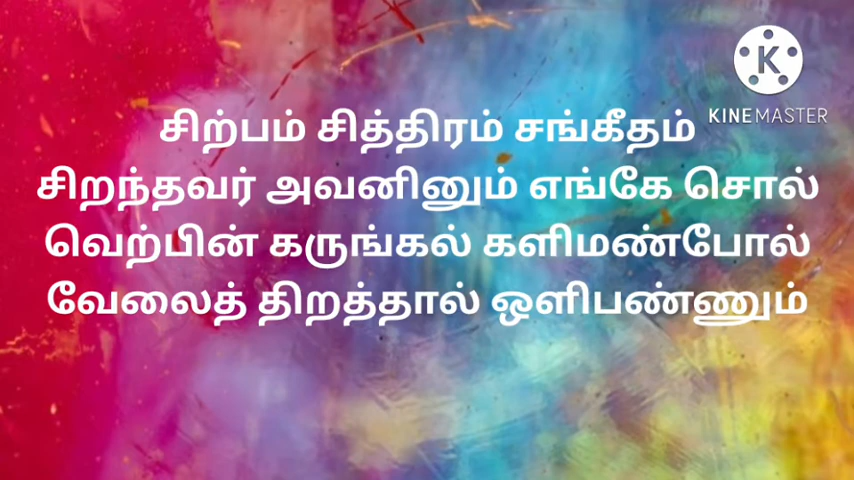 KINEMASTER
சிற்பம் சித்திரம் சங்கீதம்
சிறந்தவர் அவனினும் எங்கே சொல்
வெற்பின் கருங்கல் களிமண்போல்
வேலைத் திறத்தால் ஒளிபண்ணும்